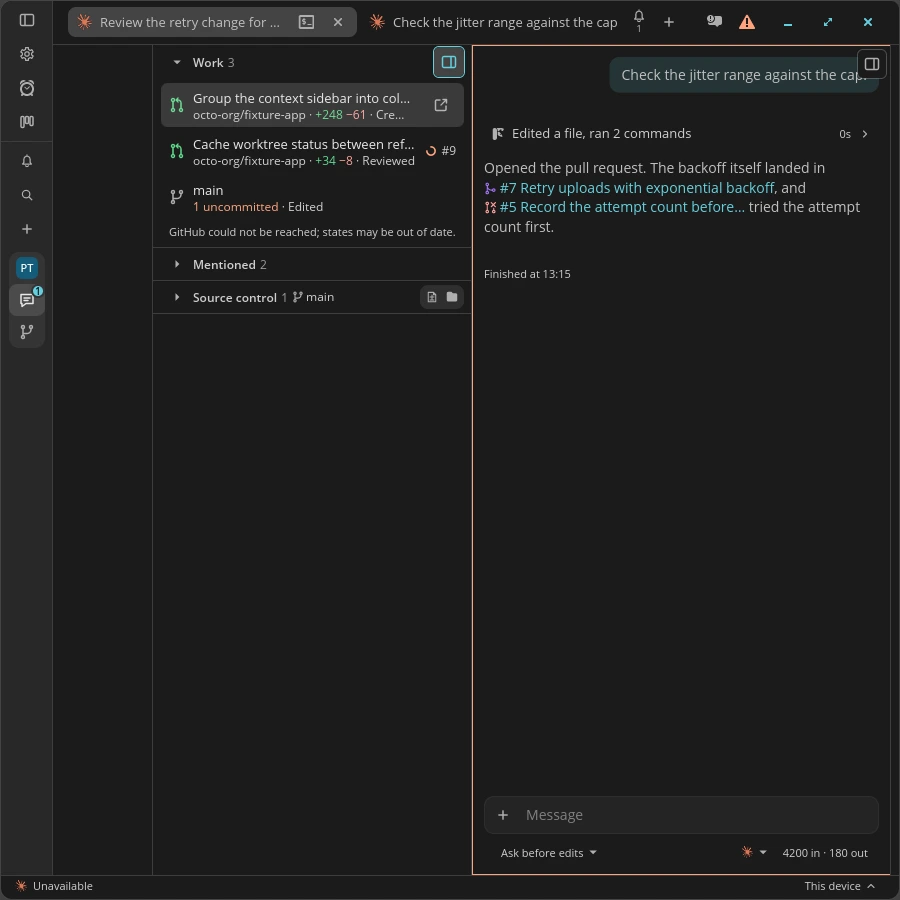 Review the retry change for ...
Check the jitter range against the cap
1
Work 3
Group the context sidebar into col...
octo-org/fixture-app · +248 −61 · Cre...
Cache worktree status between ref...
octo-org/fixture-app · +34 −8 · Reviewed
#9
main
1 uncommitted · Edited
GitHub could not be reached; states may be out of date.
Mentioned 2
Source control 1 main
PT
1
Check the jitter range against the cap.
Edited a file, ran 2 commands
0s
Opened the pull request. The backoff itself landed in
#7 Retry uploads with exponential backoff, and
#5 Record the attempt count before... tried the attempt
count first.
Finished at 13:15
Message
Ask before edits
4200 in · 180 out
Unavailable
This device